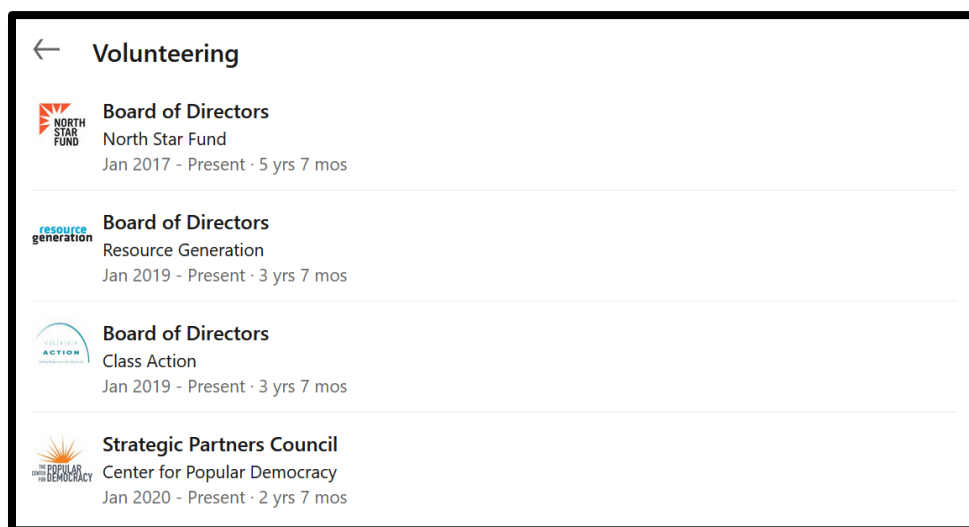 Volunteering
NORTH
STAR
FUND
Board of Directors
North Star Fund
Jan 2017 - Present · 5 yrs 7 mos
resource
generation
Board of Directors
Resource Generation
Jan 2019 - Present · 3 yrs 7 mos
ACTION
Board of Directors
Class Action
Jan 2019 - Present · 3 yrs 7 mos
THE POPULAR
CENTER FOR DEMOCRACY
Strategic Partners Council
Center for Popular Democracy
Jan 2020 - Present · 2 yrs 7 mos